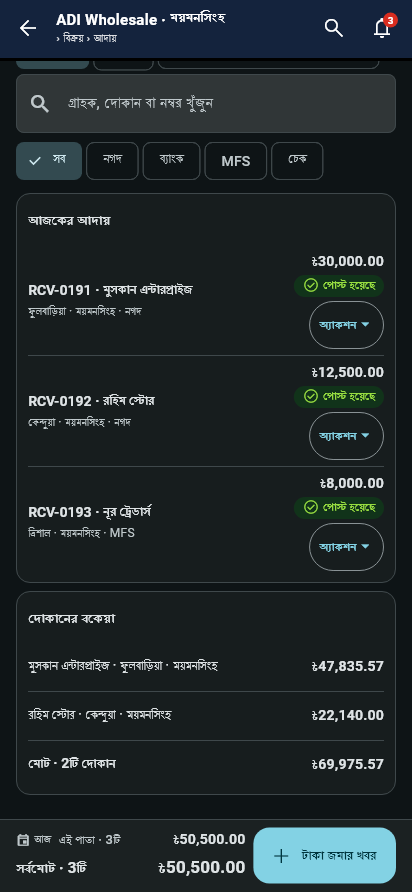 ADI Wholesale · ময়মনসিংহ
› বিক্রয় › আদায়
3
গ্রাহক, দোকান বা নম্বর খুঁজুন
সব
নগদ
ব্যাংক
MFS
চেক
আজকের আদায়
৳30,000.00
RCV-0191 · মুসকান এন্টারপ্রাইজ
পোস্ট হয়েছে
ফুলবাড়িয়া · ময়মনসিংহ · নগদ
অ্যাকশন
৳12,500.00
RCV-0192 · রহিম স্টোর
পোস্ট হয়েছে
কেন্দুয়া · ময়মনসিংহ · নগদ
অ্যাকশন
৳8,000.00
RCV-0193 · নূর ট্রেডার্স
পোস্ট হয়েছে
ত্রিশাল · ময়মনসিংহ · MFS
অ্যাকশন
দোকানের বকেয়া
মুসকান এন্টারপ্রাইজ · ফুলবাড়িয়া · ময়মনসিংহ ৳47,835.57
রহিম স্টোর · কেন্দুয়া · ময়মনসিংহ ৳22,140.00
মোট · 2টি দোকান ৳69,975.57
আজ এই পাতা · 3টি ৳50,500.00
সর্বমোট · 3টি ৳50,500.00
টাকা জমার খবর